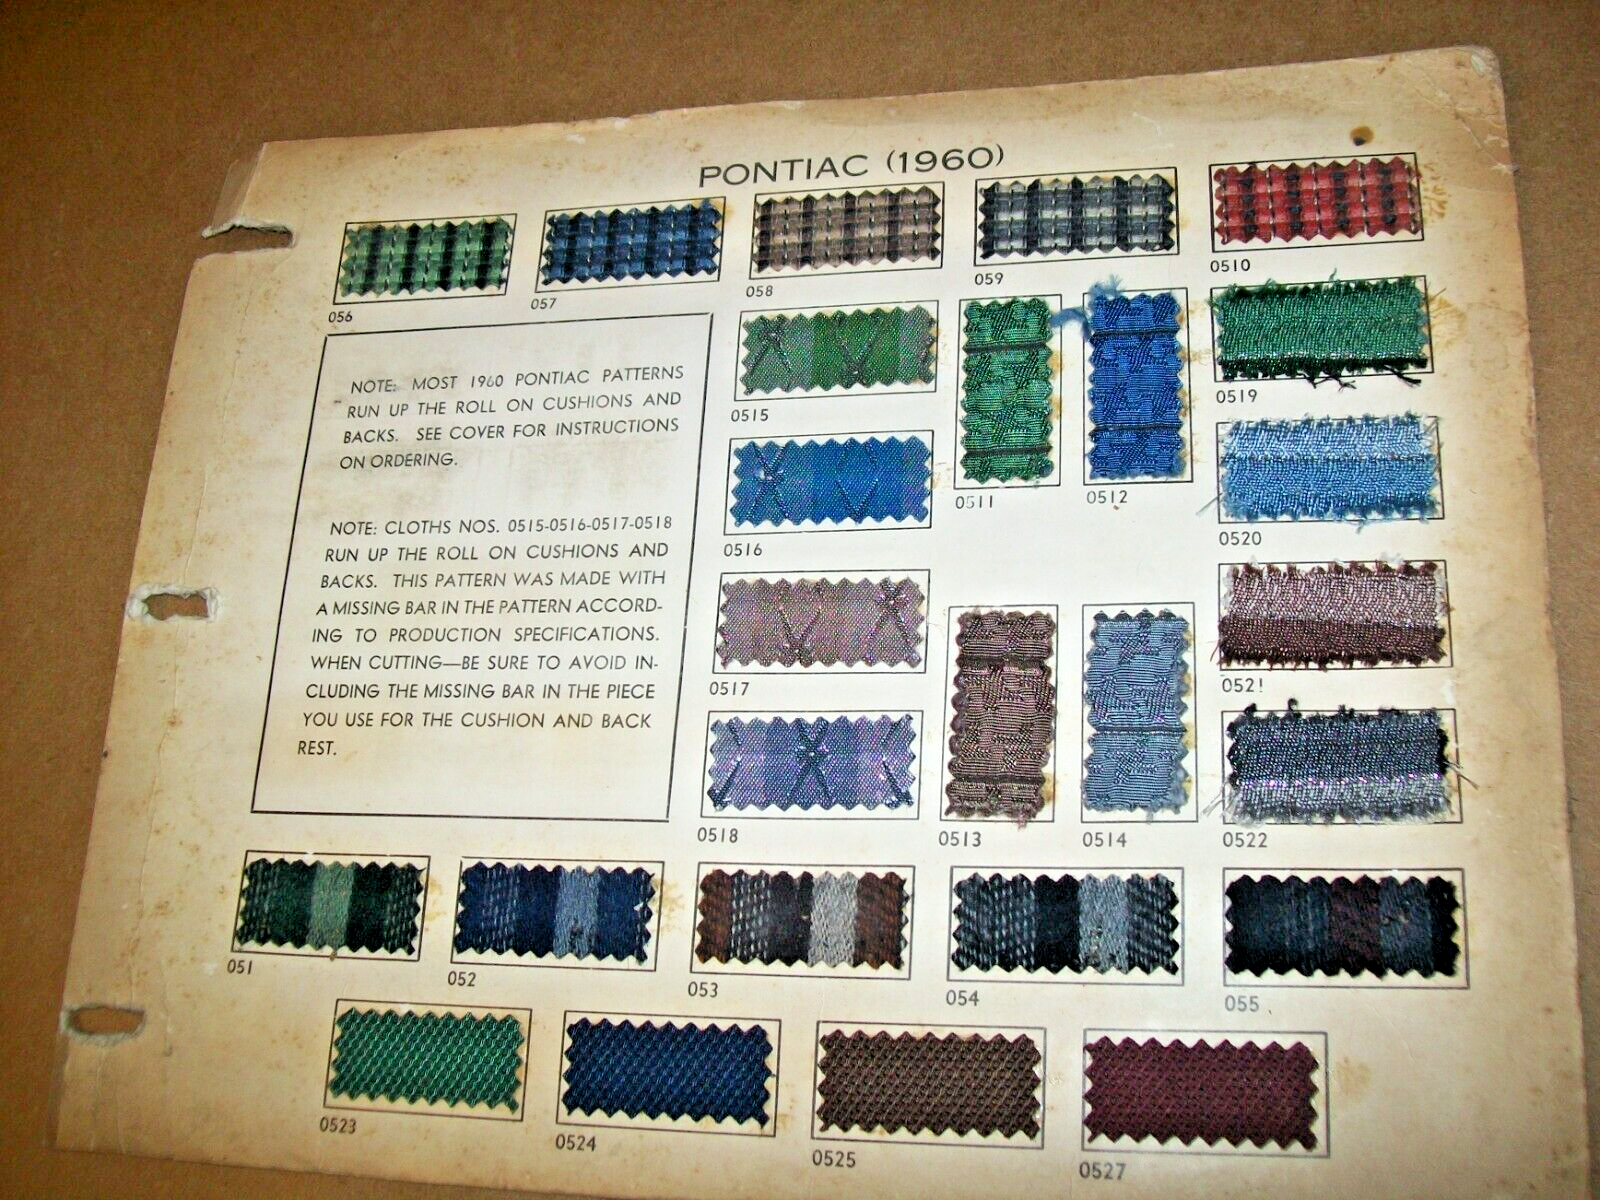 PONTIAC (1960)
056
057
058
059
0510
NOTE: MOST 1960 PONTIAC PATTERNS
RUN UP THE ROLL ON CUSHIONS AND
BACKS. SEE COVER FOR INSTRUCTIONS
ON ORDERING.
NOTE: CLOTHS NOS. 0515-0516-0517-0518
RUN UP THE ROLL ON CUSHIONS AND
BACKS. THIS PATTERN WAS MADE WITH
A MISSING BAR IN THE PATTERN ACCORD-
ING TO PRODUCTION SPECIFICATIONS.
WHEN CUTTING—BE SURE TO AVOID IN-
CLUDING THE MISSING BAR IN THE PIECE
YOU USE FOR THE CUSHION AND BACK
REST.
0515
0511
0512
0519
0516
0520
0517
0521
0518
0513
0514
0522
051
052
053
054
055
0523
0524
0525
0527